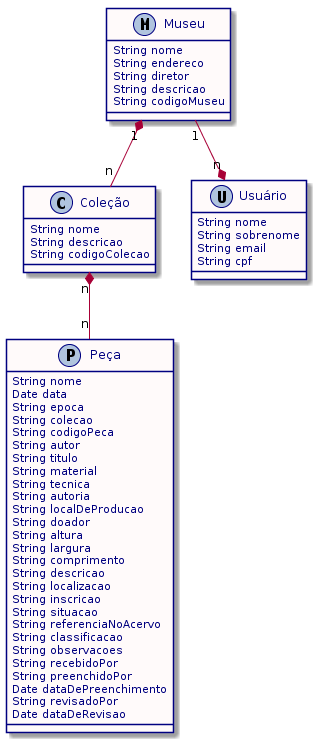 M Museu
String nome
String endereco
String diretor
String descricao
String codigoMuseu
1
1
n
n
C Coleção
String nome
String descricao
String codigoColecao
U Usuário
String nome
String sobrenome
String email
String cpf
n
n
P Peça
String nome
Date data
String epoca
String colecao
String codigoPeca
String autor
String titulo
String material
String tecnica
String autoria
String localDeProducao
String doador
String altura
String largura
String comprimento
String descricao
String localizacao
String inscricao
String situacao
String referenciaNoAcervo
String classificacao
String observacoes
String recebidoPor
String preenchidoPor
Date dataDePreenchimento
String revisadoPor
Date dataDeRevisao